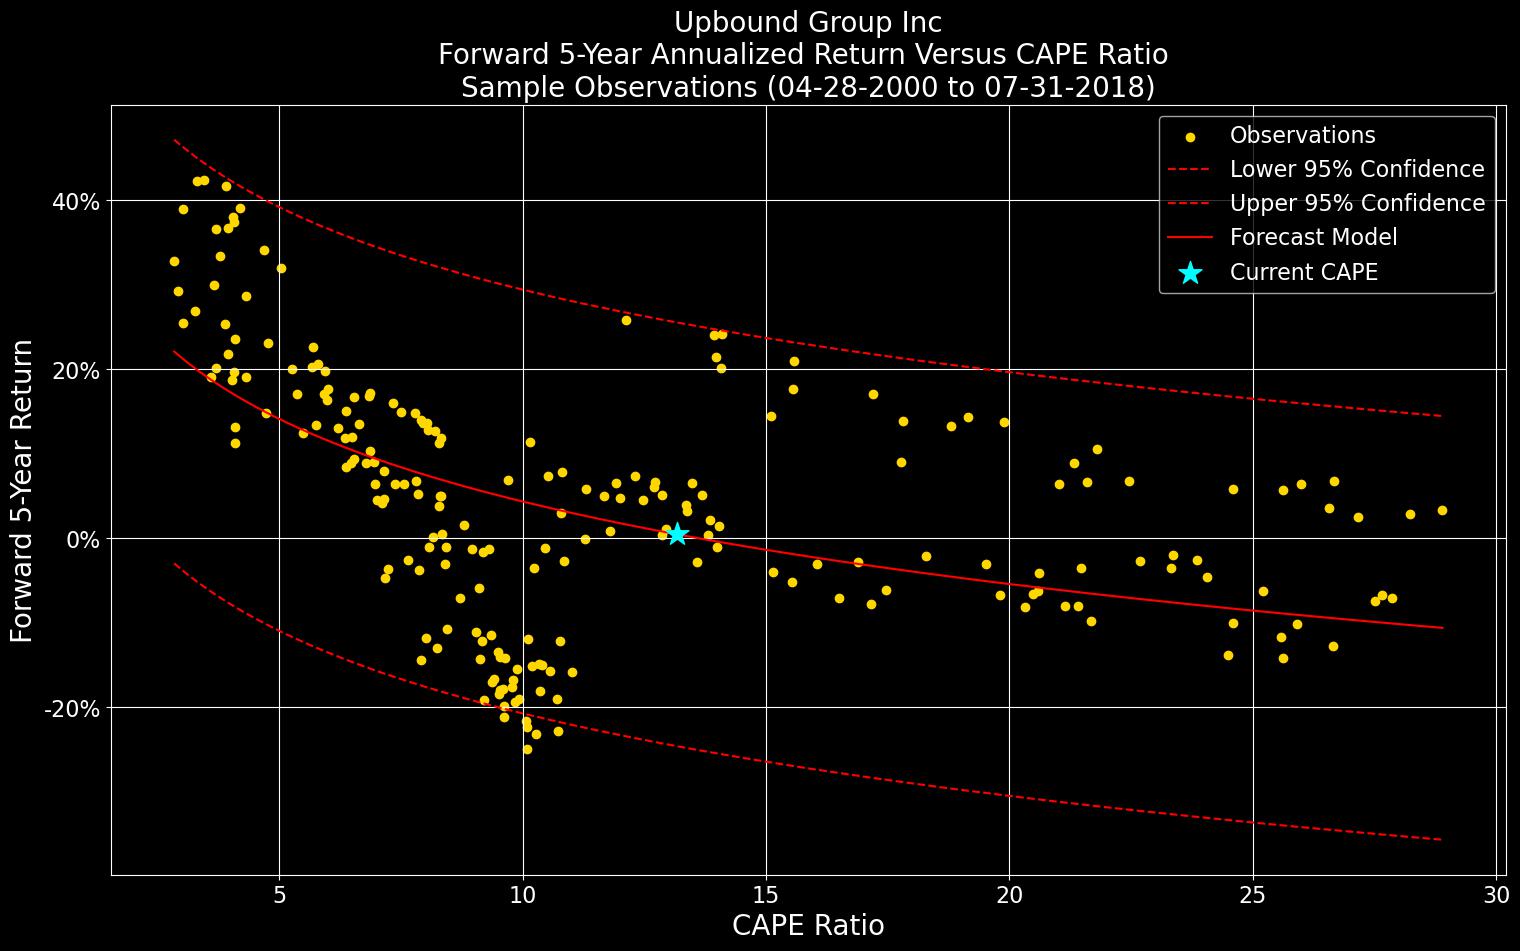 Upbound Group Inc
Forward 5-Year Annualized Return Versus CAPE Ratio
Sample Observations (04-28-2000 to 07-31-2018)
Observations
Lower 95% Confidence
Upper 95% Confidence
Forecast Model
Current CAPE
Forward 5-Year Return
40%
20%
0%
-20%
5
10
15
20
25
30
CAPE Ratio